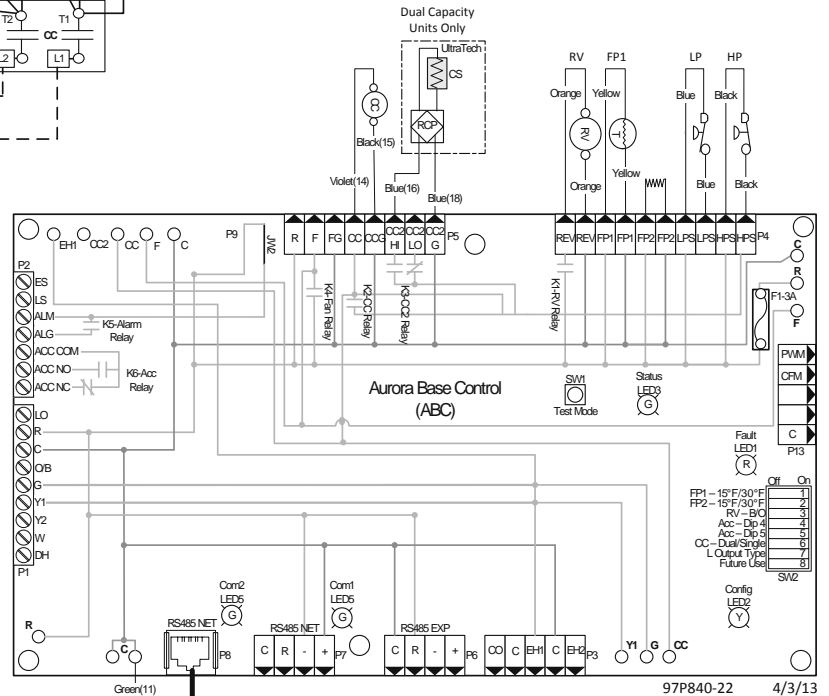 Dual Capacity
Units Only
T2
T1
CC
L2
L1
UltraTech
CS
RCP
CC
Black(15)
Violet(14)
Blue(16)
Blue(18)
RV
FP1
LP
HP
Orange
Yellow
Blue
Black
RV
T
Orange
Yellow
Blue
Black
EH1
CC2
CC
F
C
P9
JW2
R
F
FG
CC
CCG
CC2 HI
CC2 LO
CC2 G
P5
REV
REV
FP1
FP1
FP2
FP2
LPS
LPS
HPS
HPS
P4
C
R
F1-3A
F
P2
ES
LS
ALM
ALG
ACC COM
ACC NO
ACC NC
K5-Alarm
Relay
K6-Acc
Relay
K4-Fan Relay
K2-CC Relay
K3-CC2 Relay
K1-RV Relay
Aurora Base Control
(ABC)
SW1
Test Mode
Status
LED3
G
PWM
CFM
C
P13
LO
R
C
O/B
G
Y1
Y2
W
DH
P1
Fault
LED1
R
Off
On
FP1 – 15°F/30°F 1
FP2 – 15°F/30°F 2
RV – B/O 3
Acc – Dip 4 4
Acc – Dip 5 5
CC – Dual/Single 6
L Output Type 7
Future Use 8
SW2
Config
LED2
Y
Com2
LED5
G
Com1
LED5
G
R
C
Green(11)
RS485 NET
P8
RS485 NET
C
R
-
+
P7
RS485 EXP
C
R
-
+
P6
CO
C
EH1
C
EH2
P3
Y1
G
CC
97P840-22
4/3/13